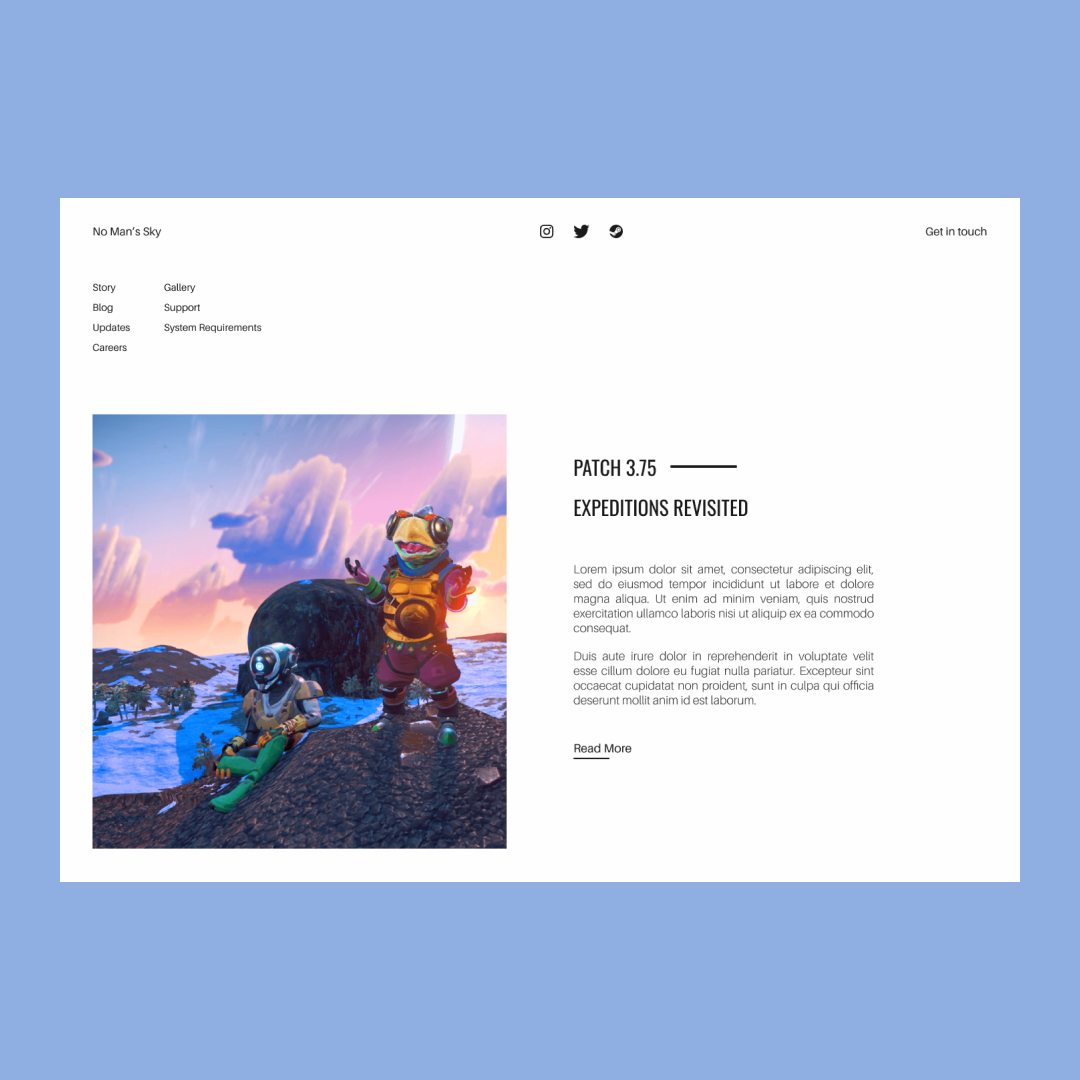 No Man's Sky
Get in touch
Story
Blog
Updates
Careers
Gallery
Support
System Requirements
PATCH 3.75
EXPEDITIONS REVISITED
Lorem ipsum dolor sit amet, consectetur adipiscing elit,
sed do eiusmod tempor incididunt ut labore et dolore
magna aliqua. Ut enim ad minim veniam, quis nostrud
exercitation ullamco laboris nisi ut aliquip ex ea commodo
consequat.
Duis aute irure dolor in reprehenderit in voluptate velit
esse cillum dolore eu fugiat nulla pariatur. Excepteur sint
occaecat cupidatat non proident, sunt in culpa qui officia
deserunt mollit anim id est laborum.
Read More